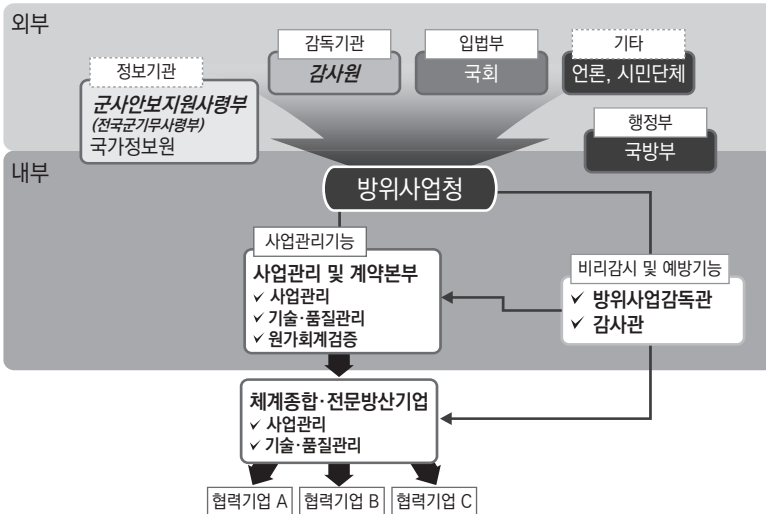 외부
정보기관
군사안보지원사령부
(전국군기무사령부)
국가정보원
감독기관
감사원
입법부
국회
기타
언론, 시민단체
행정부
국방부
내부
방위사업청
사업관리기능
사업관리 및 계약본부
✓ 사업관리
✓ 기술·품질관리
✓ 원가회계검증
비리감시 및 예방기능
✓ 방위사업감독관
✓ 감사관
체계종합·전문방산기업
✓ 사업관리
✓ 기술·품질관리
협력기업 A
협력기업 B
협력기업 C